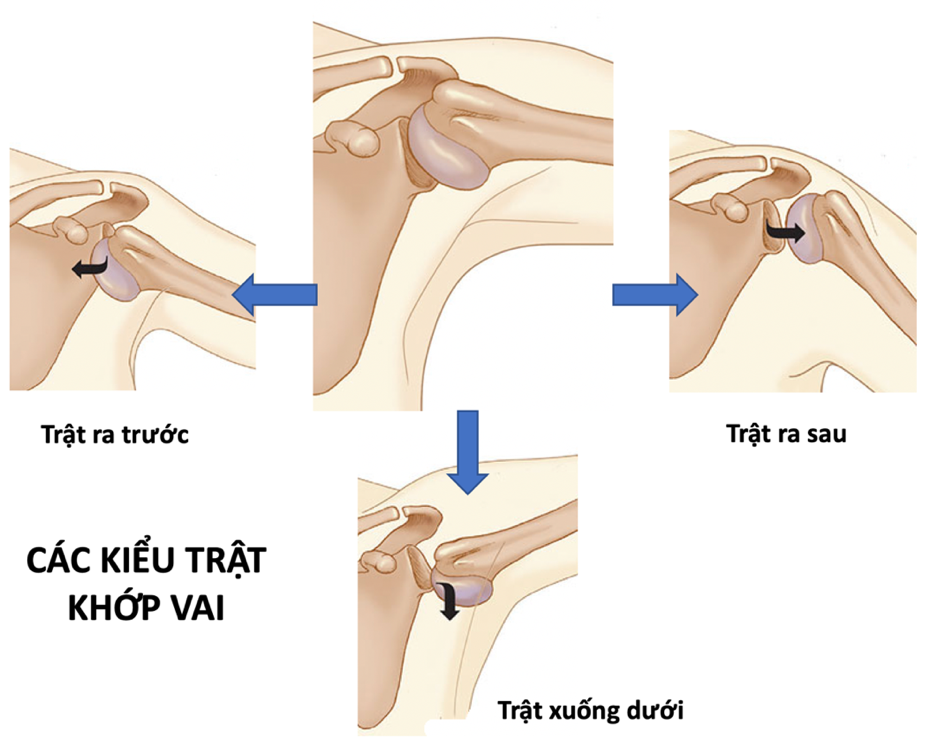 Trật ra trước
Trật ra sau
CÁC KIỂU TRẬT
KHỚP VAI
Trật xuống dưới